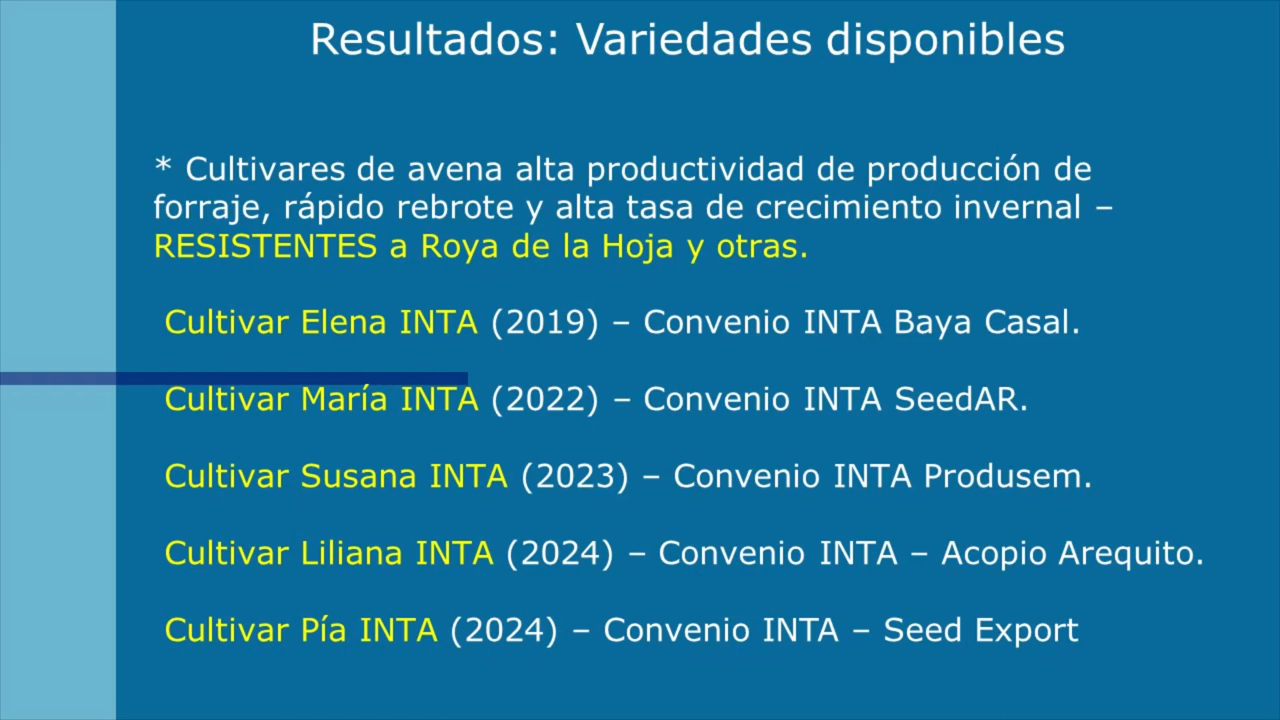 Resultados: Variedades disponibles
* Cultivares de avena alta productividad de producción de
forraje, rápido rebrote y alta tasa de crecimiento invernal –
RESISTENTES a Roya de la Hoja y otras.
Cultivar Elena INTA (2019) – Convenio INTA Baya Casal.
Cultivar María INTA (2022) – Convenio INTA SeedAR.
Cultivar Susana INTA (2023) – Convenio INTA Produsem.
Cultivar Liliana INTA (2024) – Convenio INTA – Acopio Arequito.
Cultivar Pía INTA (2024) – Convenio INTA – Seed Export